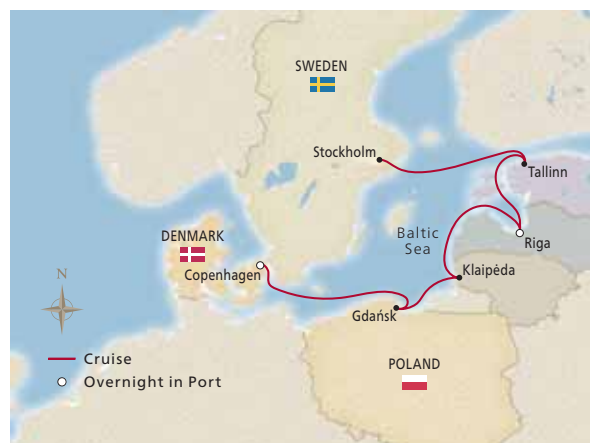 SWEDEN
Stockholm
Tallinn
DENMARK
Baltic
Sea
Riga
Copenhagen
Klaipėda
N
Gdańsk
Cruise
POLAND
Overnight in Port